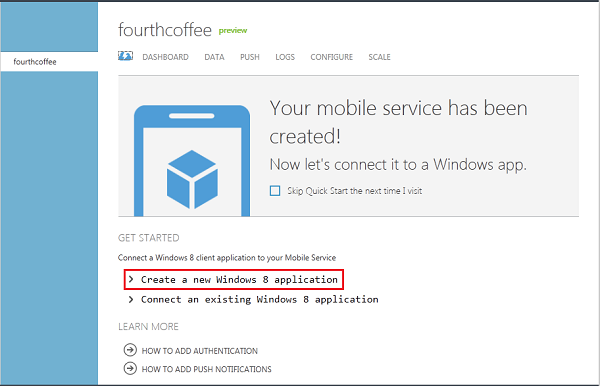 fourthcoffee preview
fourthcoffee
DASHBOARD DATA PUSH LOGS CONFIGURE SCALE
Your mobile service has been
created!
Now let's connect it to a Windows app.
Skip Quick Start the next time I visit
GET STARTED
Connect a Windows 8 client application to your Mobile Service
Create a new Windows 8 application
Connect an existing Windows 8 application
LEARN MORE
HOW TO ADD AUTHENTICATION
HOW TO ADD PUSH NOTIFICATIONS